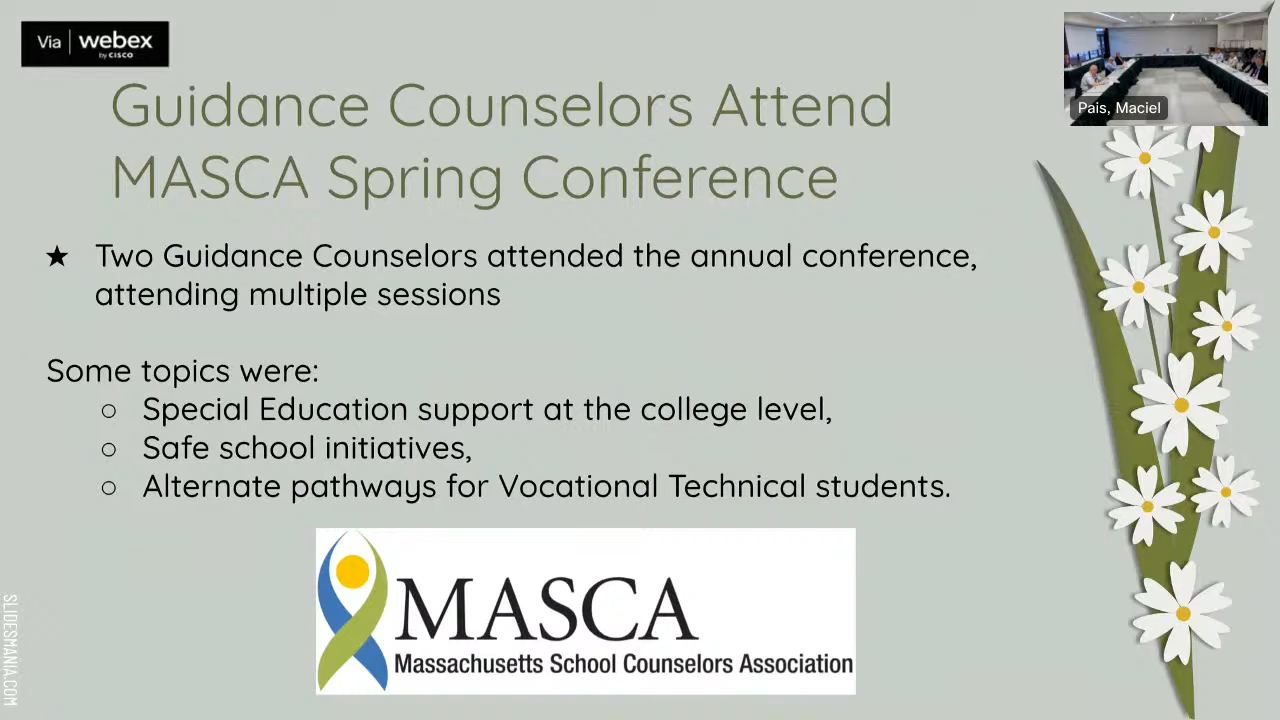 Via webex
by CISCO
Pais, Maciel
Guidance Counselors Attend
MASCA Spring Conference
★ Two Guidance Counselors attended the annual conference,
attending multiple sessions
Some topics were:
○ Special Education support at the college level,
○ Safe school initiatives,
○ Alternate pathways for Vocational Technical students.
MASCA
Massachusetts School Counselors Association
SLIDESMANIA.COM